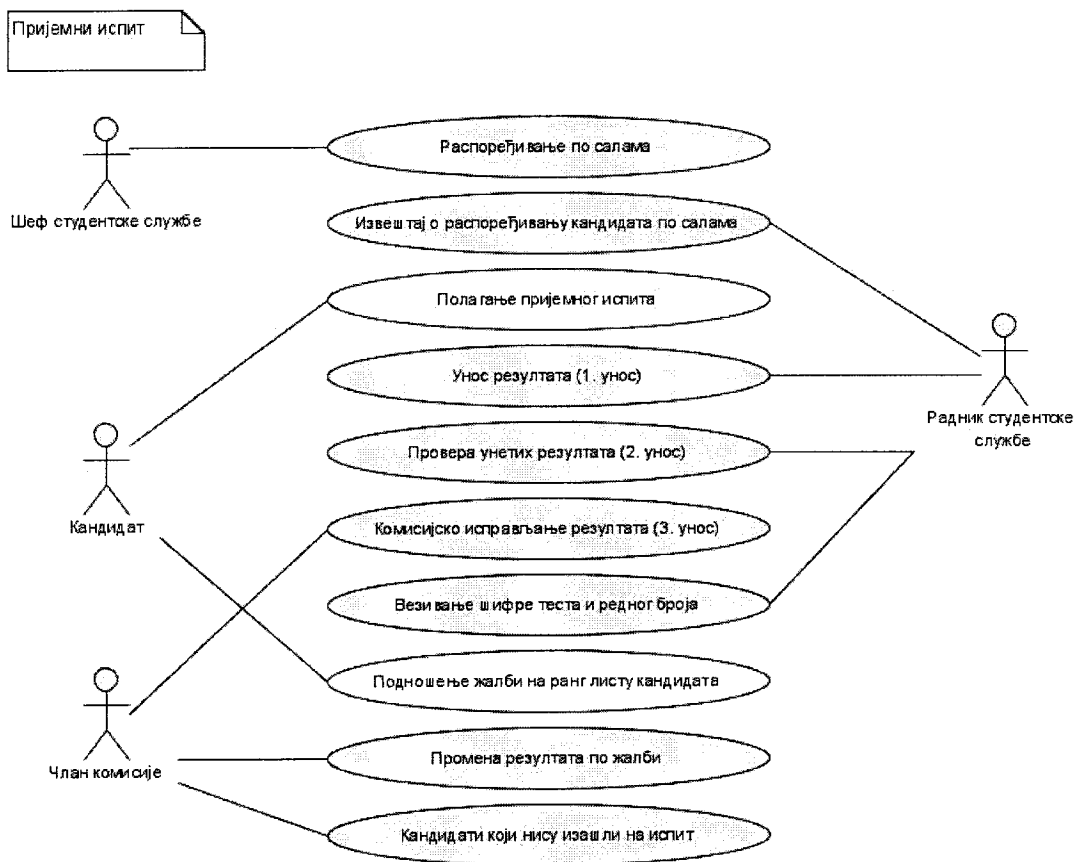 Пријемни испит
Распоређивање по салама
Шеф студентске службе
Извештај о распоређивању кандидата по салама
Полагање пријемног испита
Унос резултата (1. унос)
Радник студентске
службе
Провера унетих резултата (2. унос)
Кандидат
Комисијско исправљање резултата (3. унос)
Везивање шифре теста и редног броја
Подношење жалби на ранг листу кандидата
Промена резултата по жалби
Члан комисије
Кандидати који нису изашли на испит